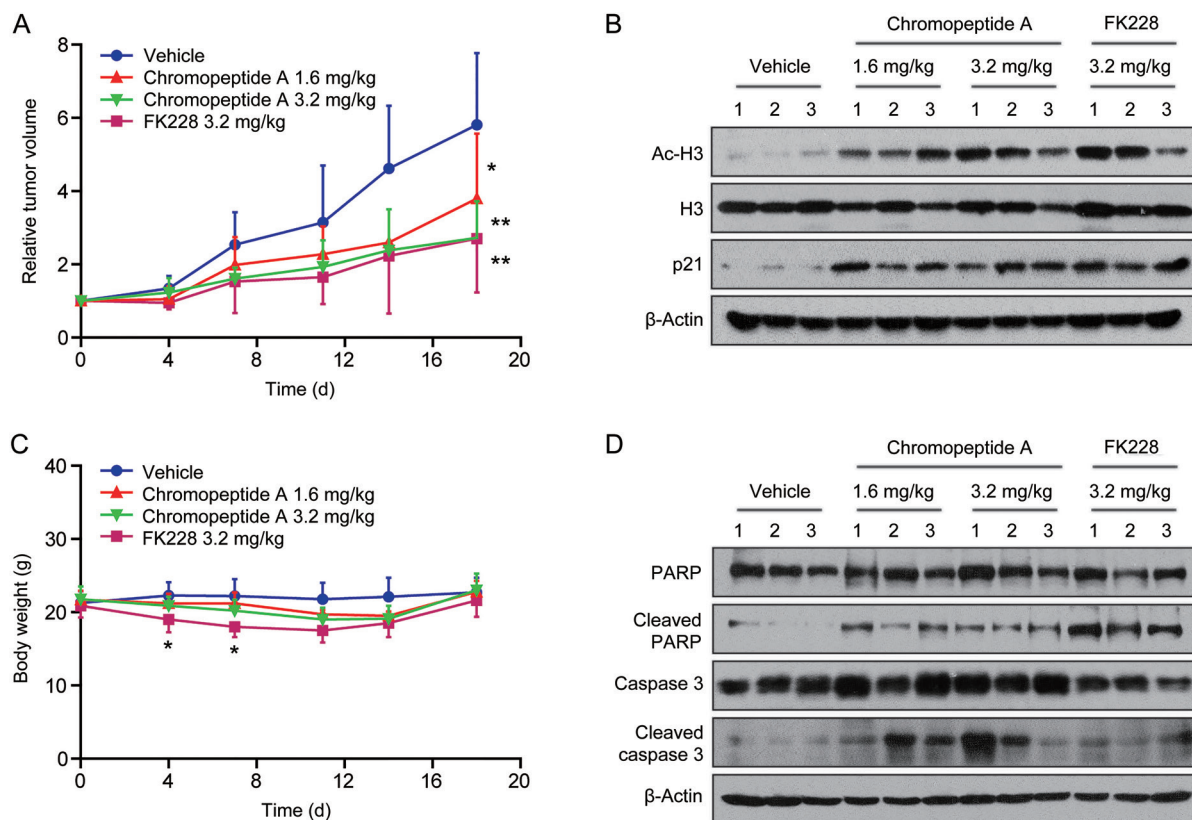 A
8
6
4
2
0
Relative tumor volume
Vehicle
Chromopeptide A 1.6 mg/kg
Chromopeptide A 3.2 mg/kg
FK228 3.2 mg/kg
*
**
**
0 4 8 12 16 20
Time (d)
B
Chromopeptide A FK228
Vehicle 1.6 mg/kg 3.2 mg/kg 3.2 mg/kg
1 2 3 1 2 3 1 2 3 1 2 3
Ac-H3
H3
p21
β-Actin
C
40
30
20
10
0
Body weight (g)
Vehicle
Chromopeptide A 1.6 mg/kg
Chromopeptide A 3.2 mg/kg
FK228 3.2 mg/kg
* *
0 4 8 12 16 20
Time (d)
D
Chromopeptide A FK228
Vehicle 1.6 mg/kg 3.2 mg/kg 3.2 mg/kg
1 2 3 1 2 3 1 2 3 1 2 3
PARP
Cleaved
PARP
Caspase 3
Cleaved
caspase 3
β-Actin